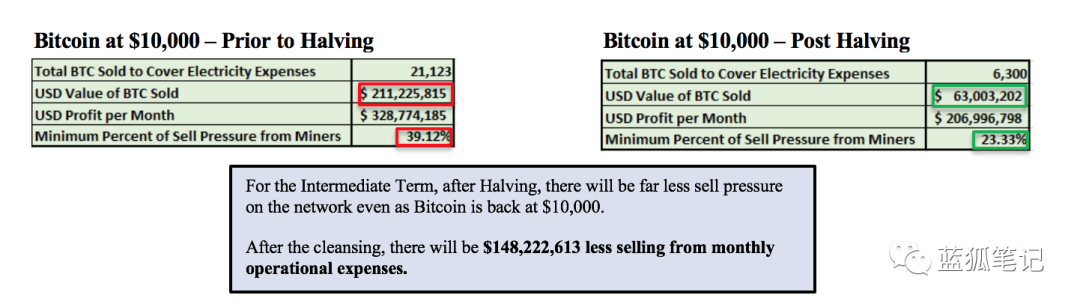 Bitcoin at $10,000 – Prior to Halving
Total BTC Sold to Cover Electricity Expenses 21,123
USD Value of BTC Sold $ 211,225,815
USD Profit per Month $ 328,774,185
Minimum Percent of Sell Pressure from Miners 39.12%
Bitcoin at $10,000 – Post Halving
Total BTC Sold to Cover Electricity Expenses 6,300
USD Value of BTC Sold $ 63,003,202
USD Profit per Month $ 206,996,798
Minimum Percent of Sell Pressure from Miners 23.33%
For the Intermediate Term, after Halving, there will be far less sell pressure
on the network even as Bitcoin is back at $10,000.
After the cleansing, there will be $148,222,613 less selling from monthly
operational expenses.
蓝狐笔记